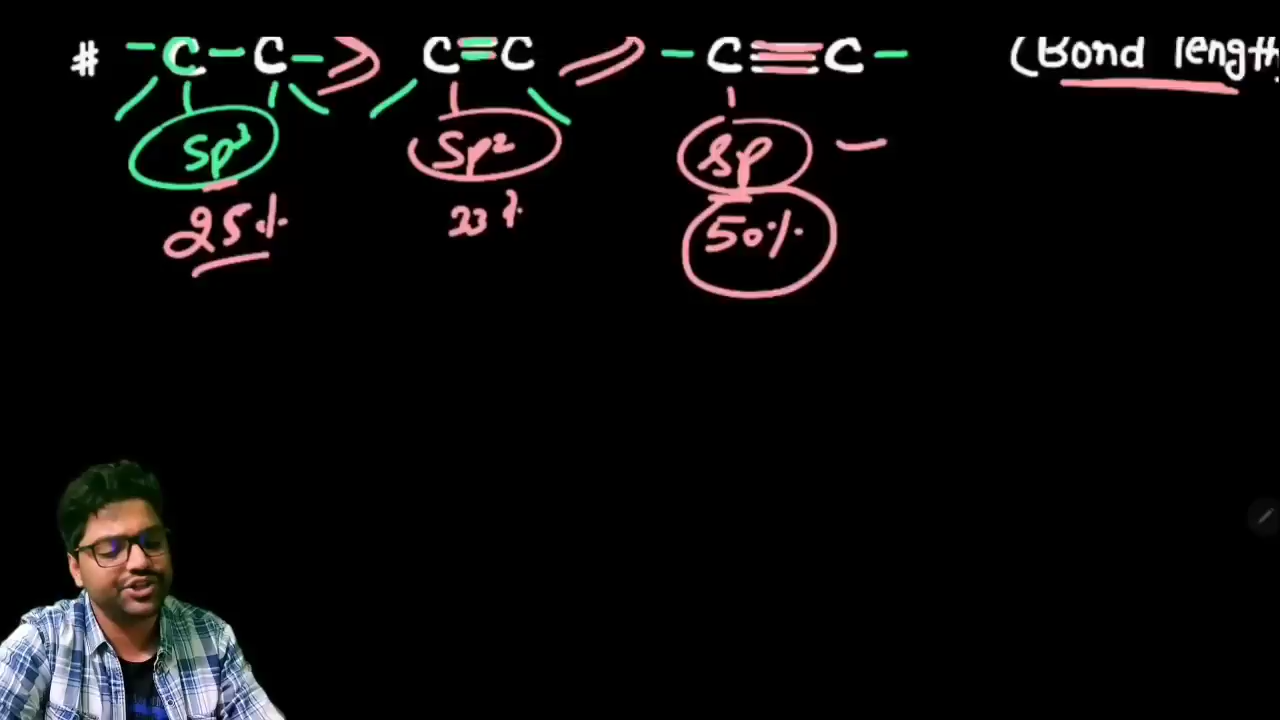 # -C-C- > C=C > -C≡C- (Bond length
sp³ sp² sp -
25% 33% 50%